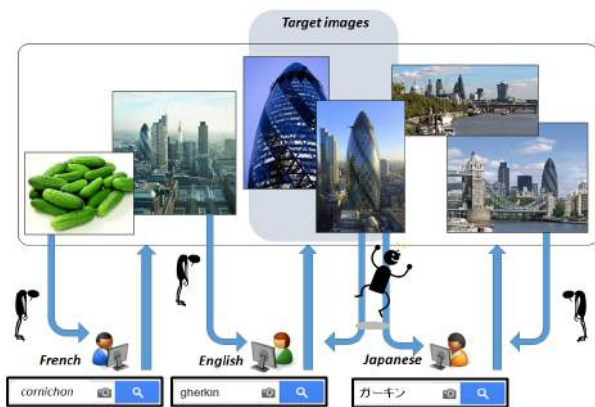 Target images
French
English
Japanese
cornichon
gherkin
ガーキン